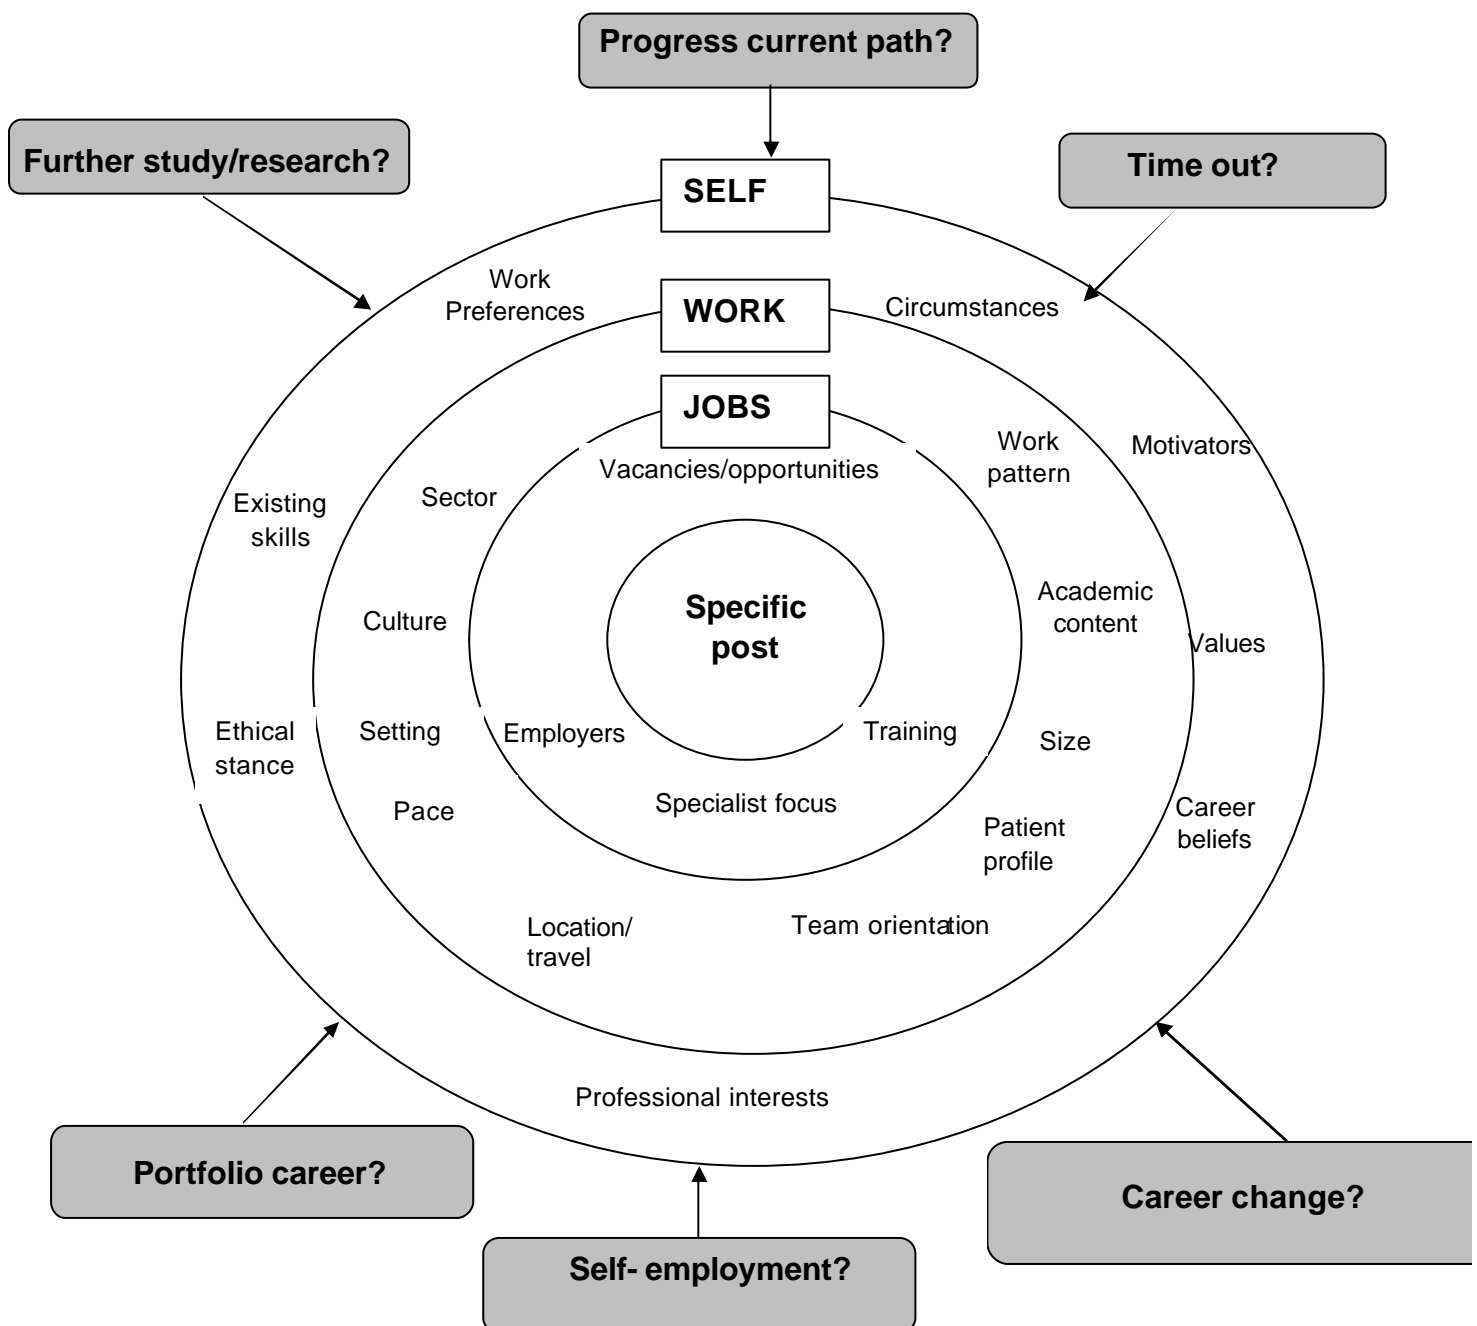 Progress current path?
Further study/research?
Time out?
SELF
Work
Preferences
WORK
Circumstances
JOBS
Work
pattern
Motivators
Vacancies/opportunities
Sector
Existing
skills
Specific
post
Academic
content
Culture
Values
Ethical
stance
Setting
Employers
Training
Size
Pace
Specialist focus
Career
beliefs
Patient
profile
Location/
travel
Team orientation
Professional interests
Portfolio career?
Career change?
Self- employment?